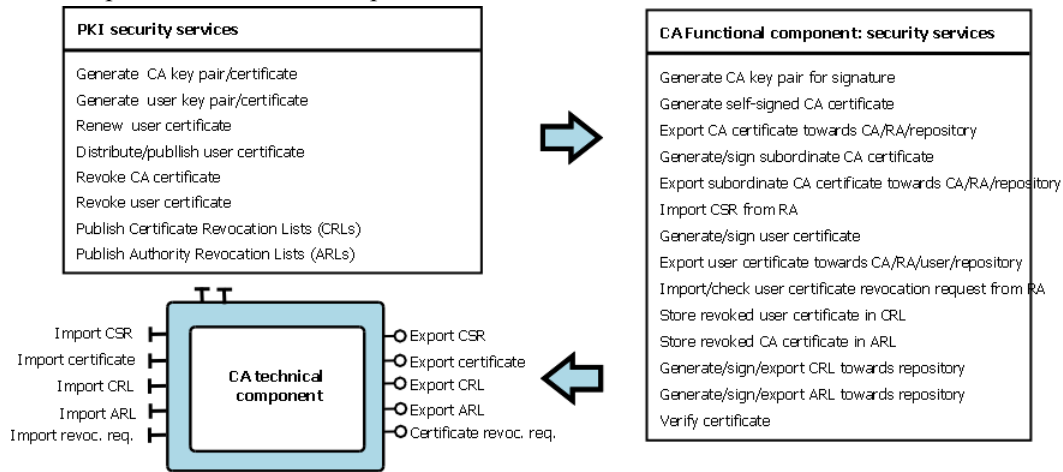 PKI security services
Generate CA key pair/certificate
Generate user key pair/certificate
Renew user certificate
Distribute/publlish user certificate
Revoke CA certificate
Revoke user certificate
Publish Certificate Revocation Lists (CRLs)
Publish Authority Revocation Lists (ARLs)
CA Functional component: security services
Generate CA key pair for signature
Generate self-signed CA certificate
Export CA certificate towards CA/RA/repository
Generate/sign subordinate CA certificate
Export subordinate CA certificate towards CA/RA/repository
Import CSR from RA
Generate/sign user certificate
Export user certificate towards CA/RA/user/repository
Import/check user certificate revocation request from RA
Store revoked user certificate in CRL
Store revoked CA certificate in ARL
Generate/sign/export CRL towards repository
Generate/sign/export ARL towards repository
Verify certificate
Import CSR
Import certificate
Import CRL
Import ARL
Import revoc. req.
CA technical
component
Export CSR
Export certificate
Export CRL
Export ARL
Certificate revoc. req.